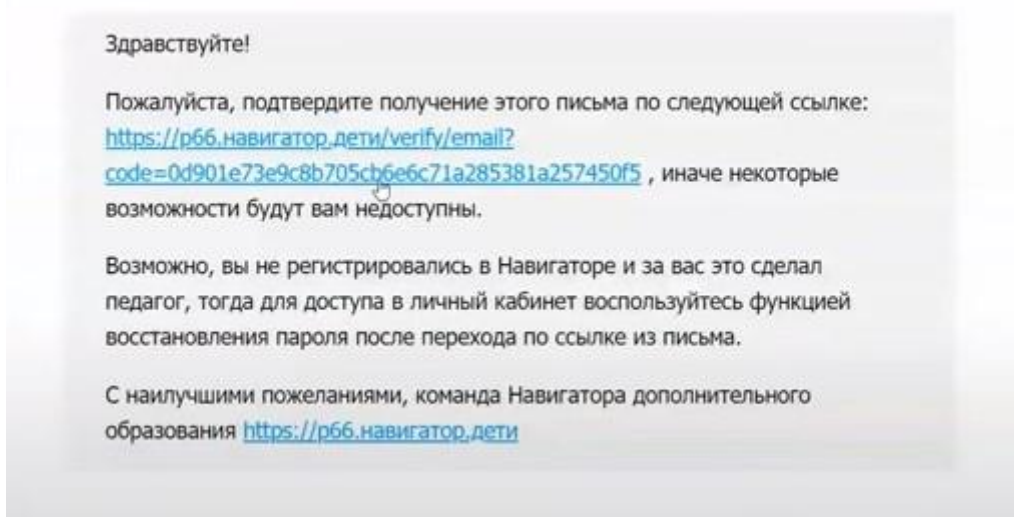 Здравствуйте!
Пожалуйста, подтвердите получение этого письма по следующей ссылке:
https://р66.навигатор.дети/verify/email?
code=0d901e73e9c8b705cb6e6c71a285381a257450f5 , иначе некоторые
возможности будут вам недоступны.
Возможно, вы не регистрировались в Навигаторе и за вас это сделал
педагог, тогда для доступа в личный кабинет воспользуйтесь функцией
восстановления пароля после перехода по ссылке из письма.
С наилучшими пожеланиями, команда Навигатора дополнительного
образования https://р66.навигатор.дети